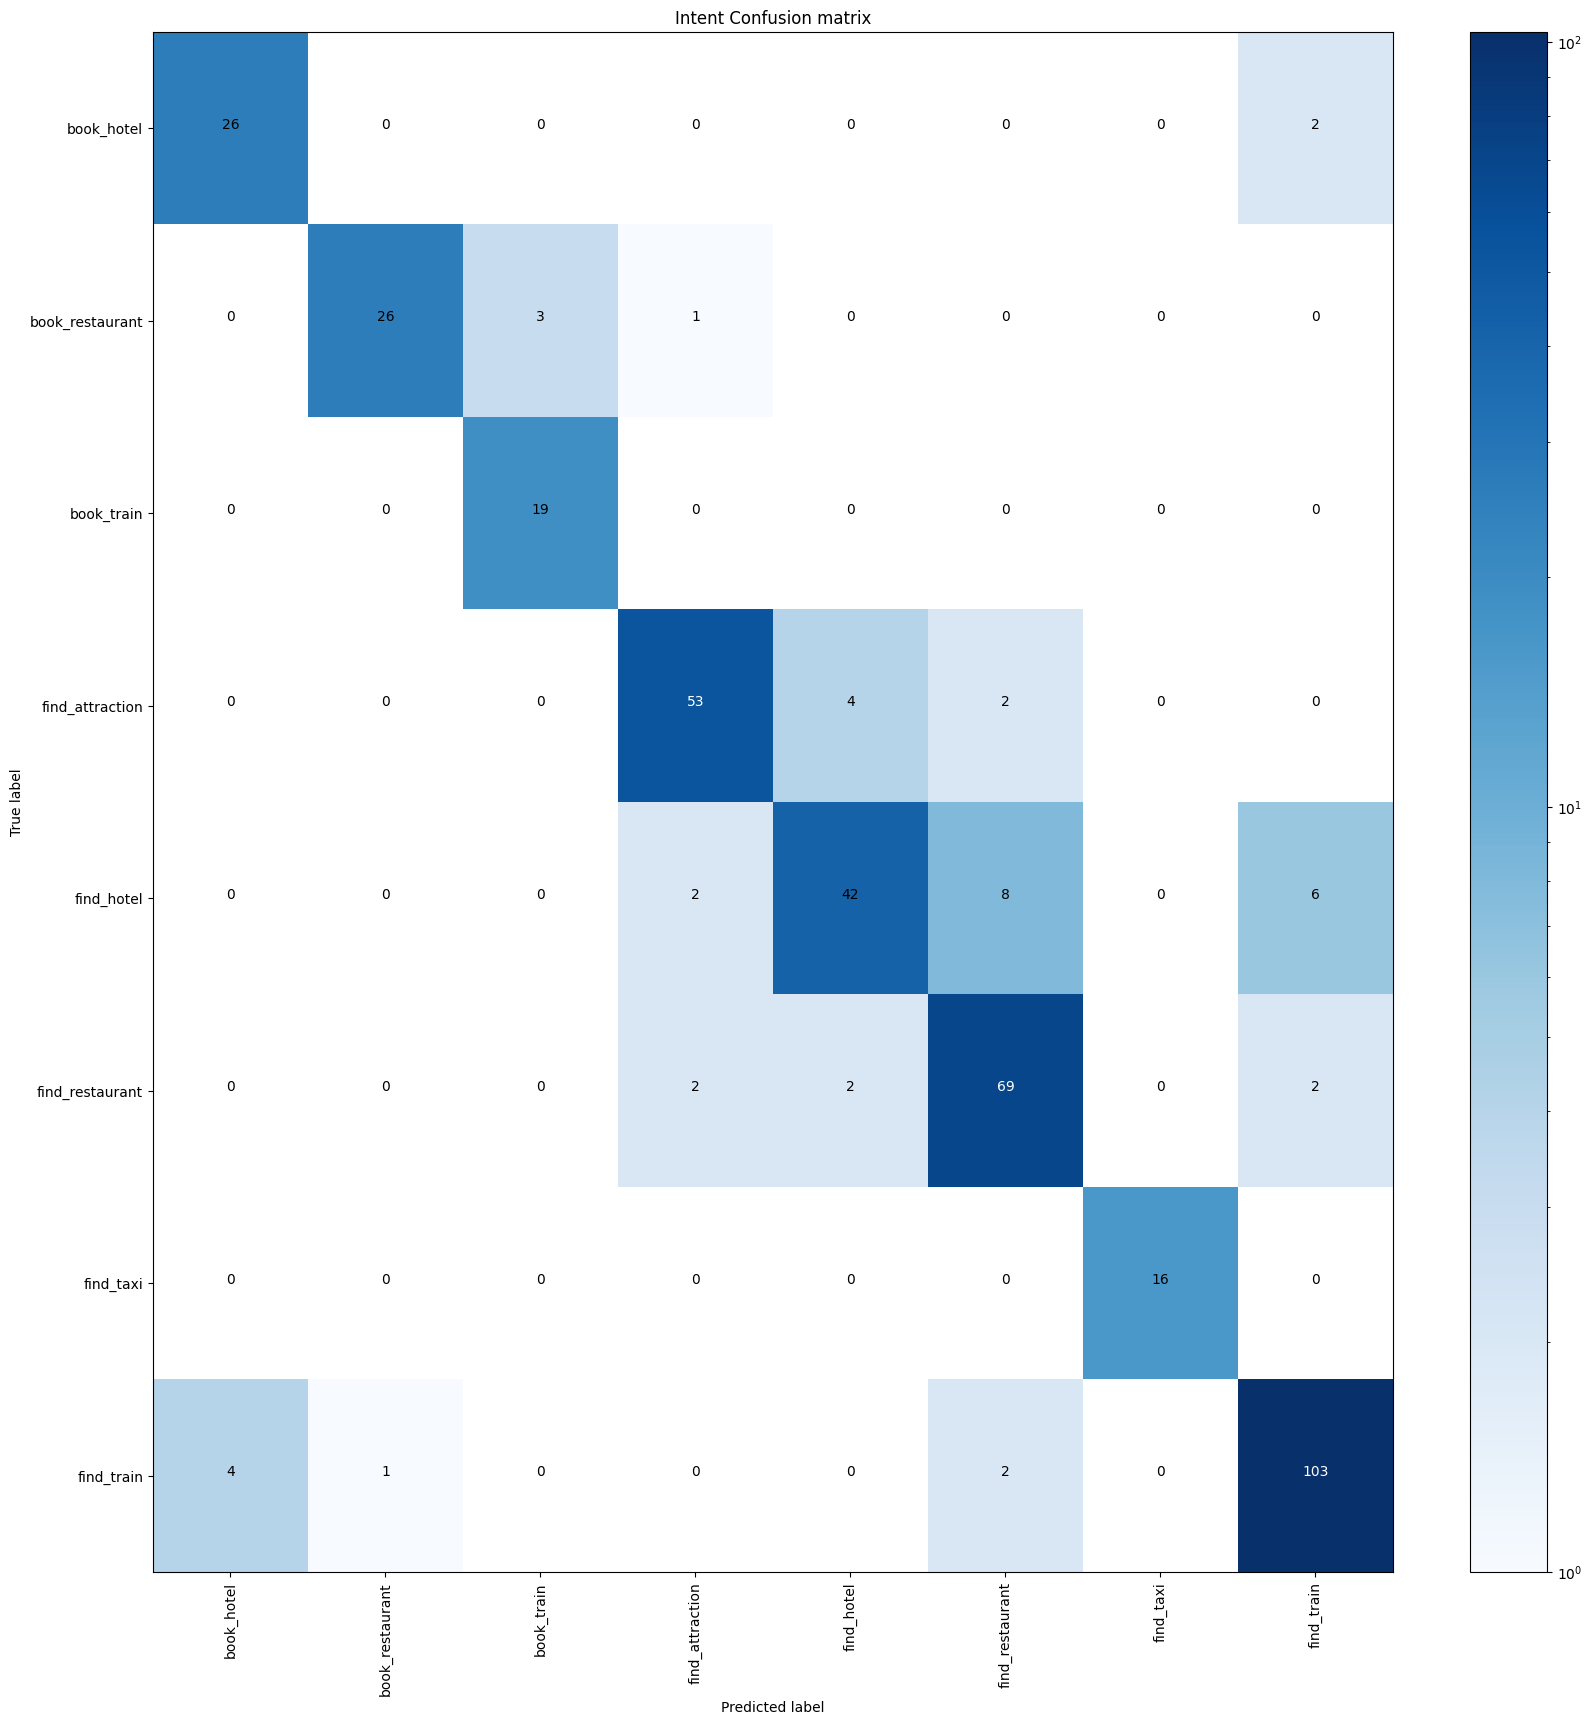 Intent Confusion matrix
book_hotel 26 0 0 0 0 0 0 2
book_restaurant 0 26 3 1 0 0 0 0
book_train 0 0 19 0 0 0 0 0
find_attraction 0 0 0 53 4 2 0 0
find_hotel 0 0 0 2 42 8 0 6
find_restaurant 0 0 0 2 2 69 0 2
find_taxi 0 0 0 0 0 0 16 0
find_train 4 1 0 0 0 2 0 103
True label
book_hotel
book_restaurant
book_train
find_attraction
find_hotel
find_restaurant
find_taxi
find_train
Predicted label
10²
10¹
10⁰